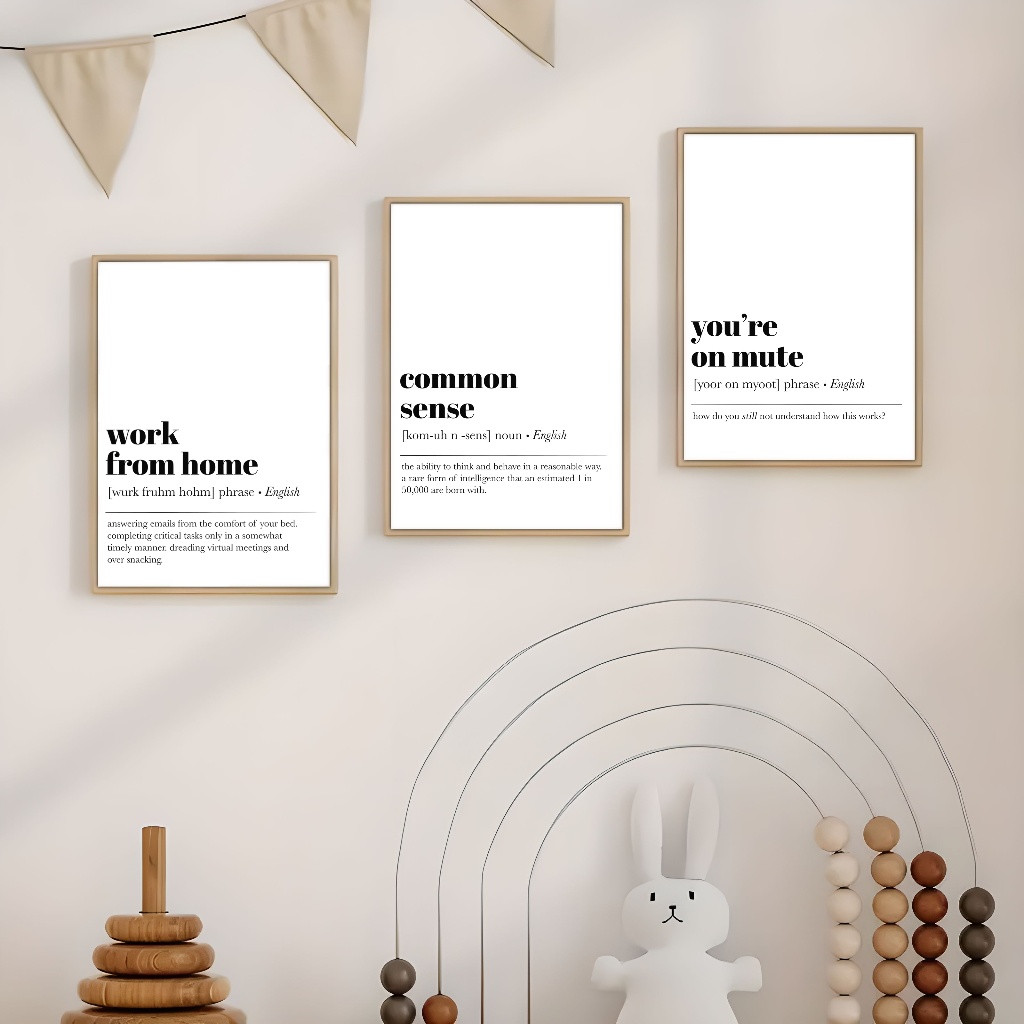 work
from home
[wurk fruhm hohm] phrase • English
answering emails from the comfort of your bed.
completing critical tasks only in a somewhat
timely manner. dreading virtual meetings and
over snacking.
common
sense
[kom-uh n -sens] noun • English
the ability to think and behave in a reasonable way.
a rare form of intelligence that an estimated 1 in
50,000 are born with.
you’re
on mute
[yoor on myoot] phrase • English
how do you still not understand how this works?